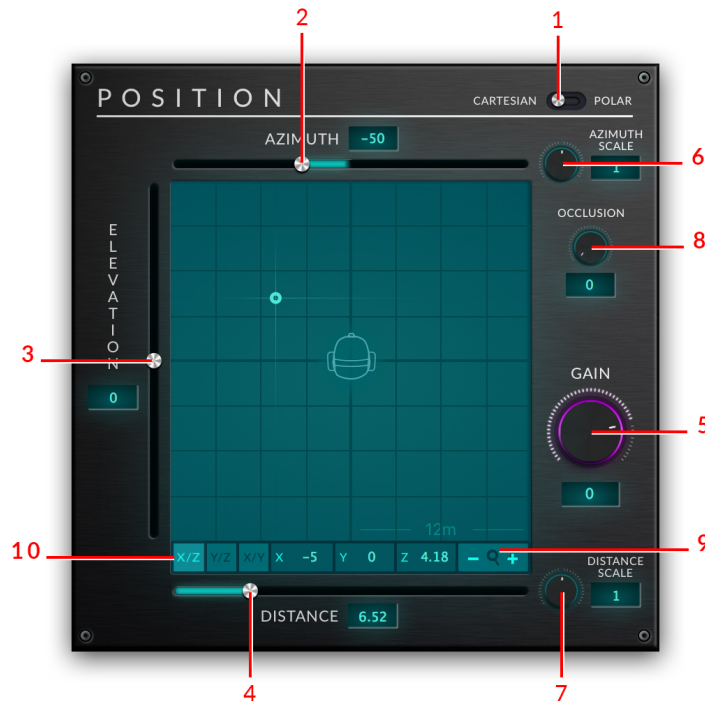 2
1
POSITION
CARTESIAN
POLAR
AZIMUTH -50
AZIMUTH
SCALE
1
6
OCCLUSION
8
0
ELEVATION
3
0
GAIN
5
0
12m
10
X/Z Y/Z X/Y X -5 Y 0 Z 4.18 − +
9
DISTANCE
SCALE
1
DISTANCE 6.52
4
7